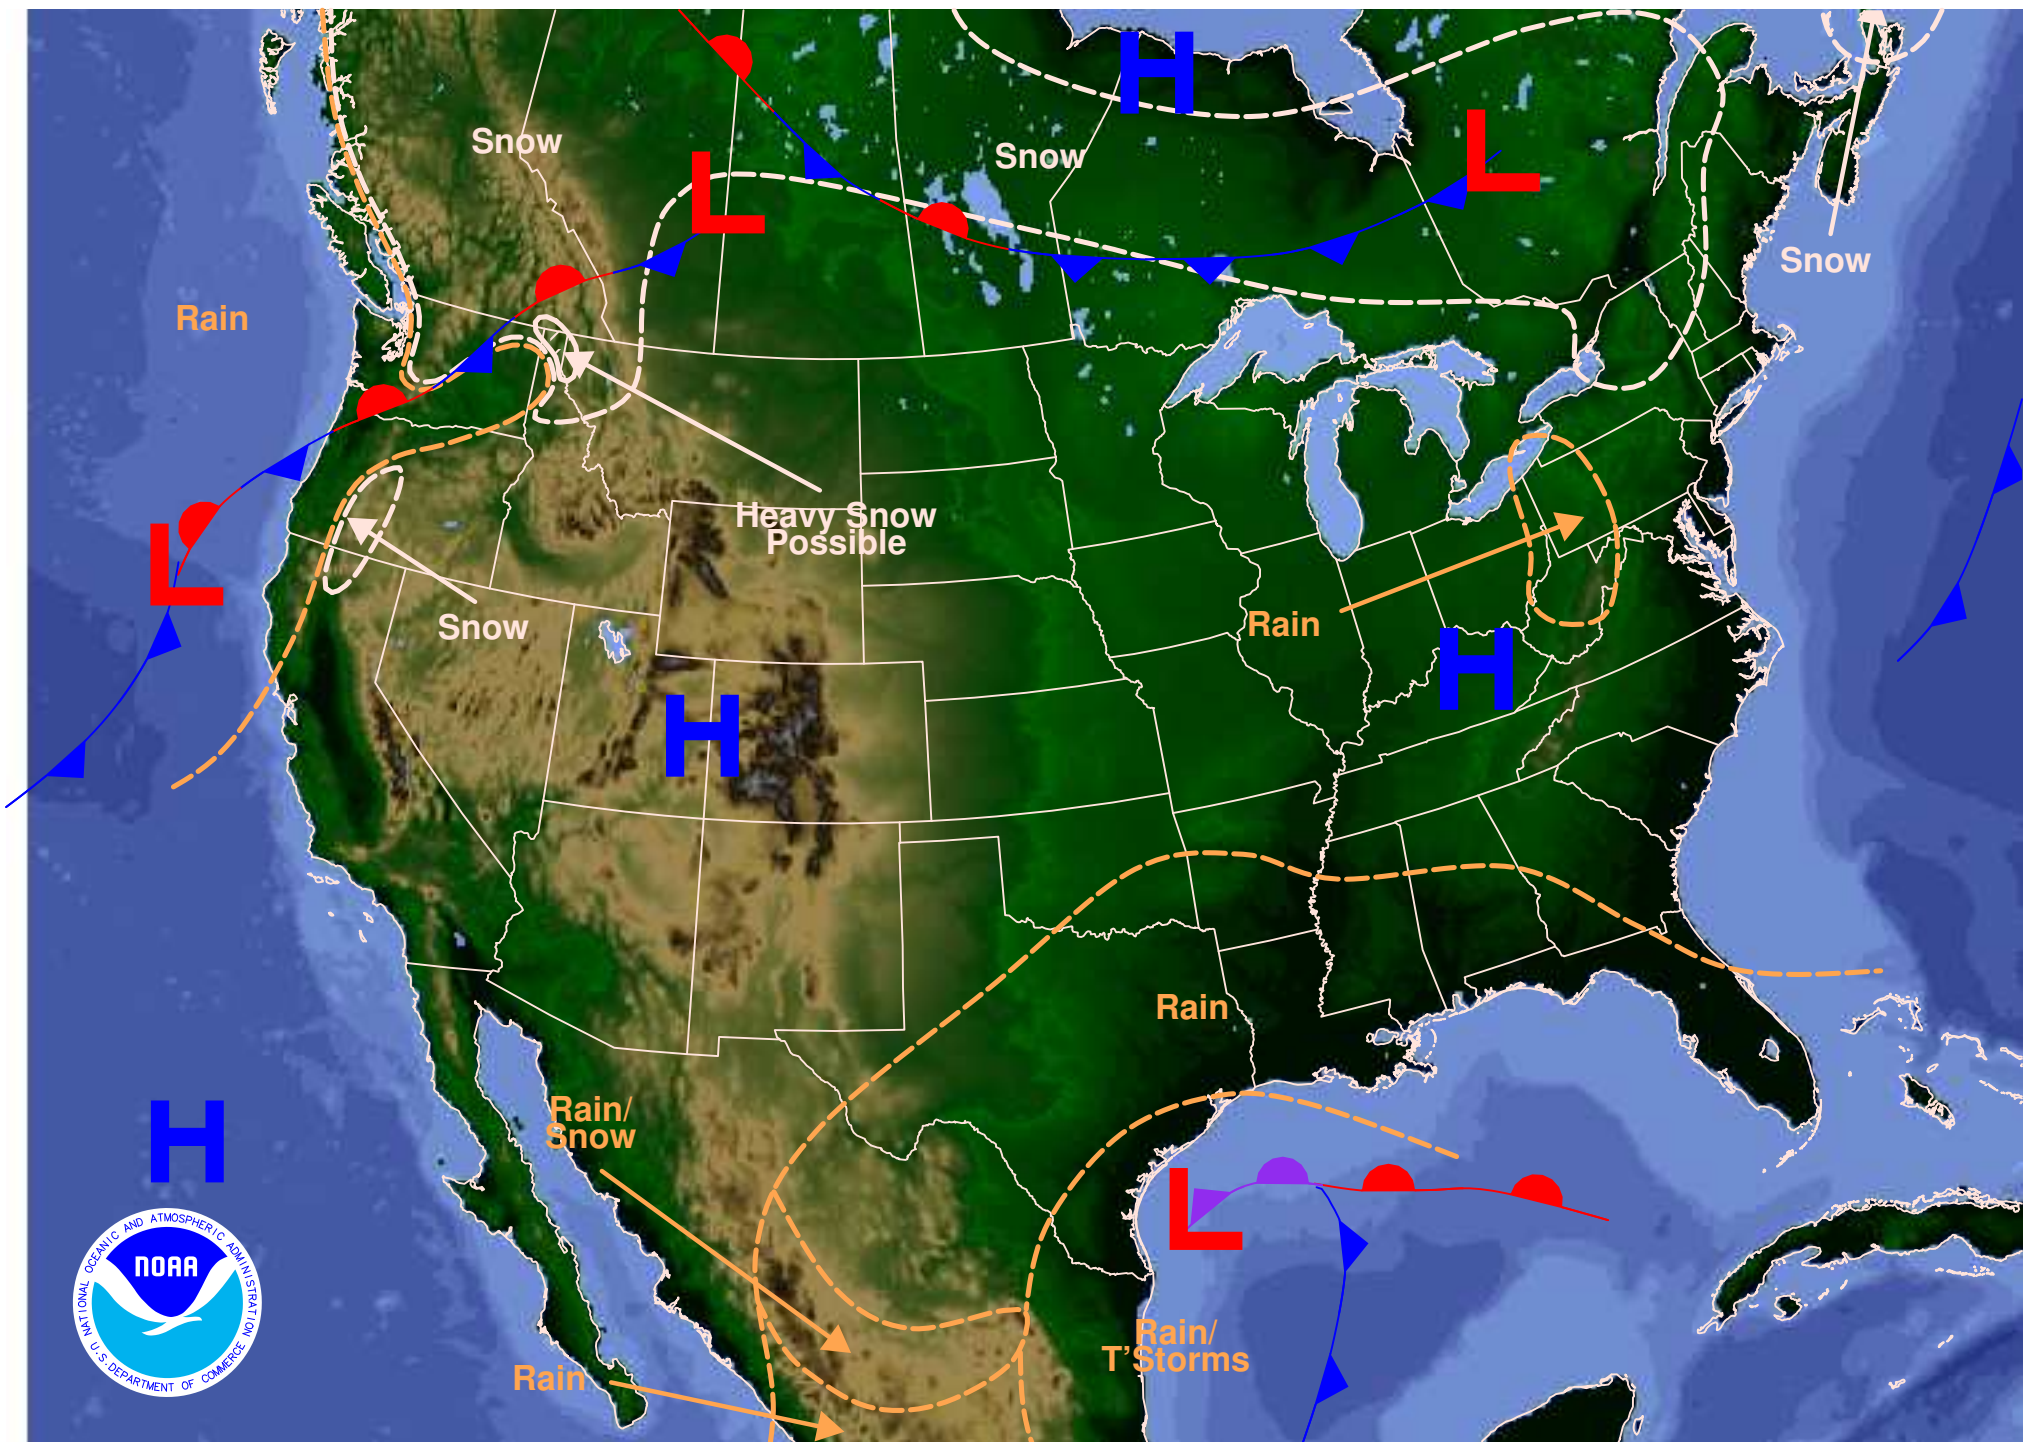 H
L
Snow
Snow
L
Snow
Rain
Heavy Snow
Possible
L
Snow
Rain
H
H
Rain
H
Rain/
Snow
L
Rain/
T'Storms
Rain
NATIONAL OCEANIC AND ATMOSPHERIC ADMINISTRATION
NOAA
U.S. DEPARTMENT OF COMMERCE